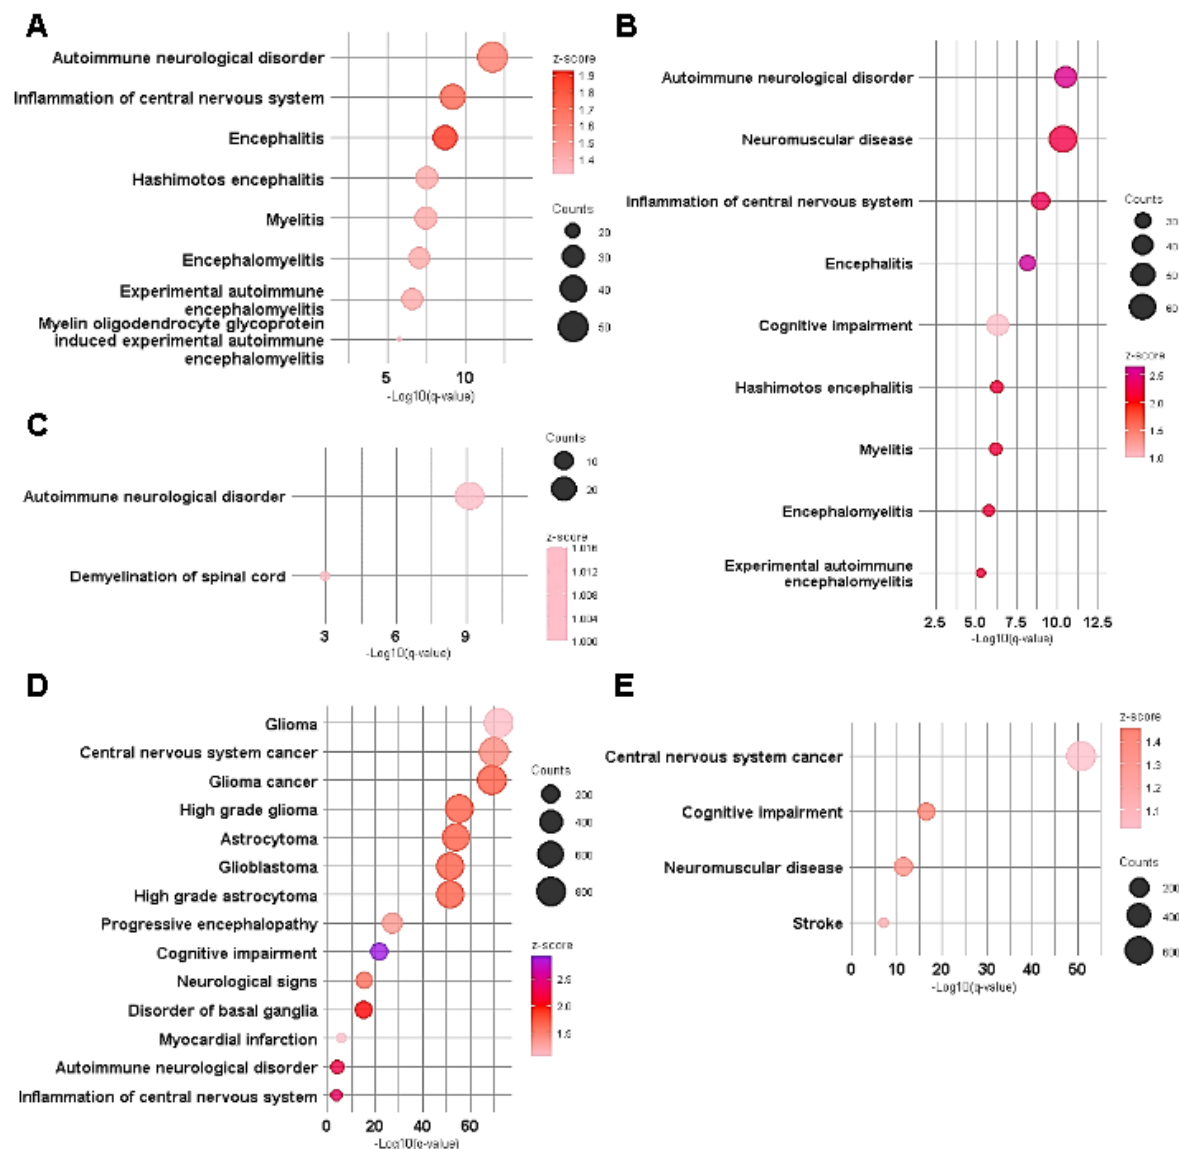 A
Autoimmune neurological disorder
Inflammation of central nervous system
Encephalitis
Hashimotos encephalitis
Myelitis
Encephalomyelitis
Experimental autoimmune
encephalomyelitis
Myelin oligodendrocyte glycoprotein
induced experimental autoimmune
encephalomyelitis
5 10
-Log10(q-value)
z-score
1.9
1.8
1.7
1.6
1.5
1.4
Counts
20
30
40
50
B
Autoimmune neurological disorder
Neuromuscular disease
Inflammation of central nervous system
Encephalitis
Cognitive impairment
Hashimotos encephalitis
Myelitis
Encephalomyelitis
Experimental autoimmune
encephalomyelitis
2.5 5.0 7.5 10.0 12.5
-Log10(q-value)
Counts
30
40
50
60
z-score
2.5
2.0
1.5
1.0
C
Autoimmune neurological disorder
Demyelination of spinal cord
3 6 9
-Log10(q-value)
Counts
10
20
z-score
1.016
1.012
1.008
1.004
1.000
D
Glioma
Central nervous system cancer
Glioma cancer
High grade glioma
Astrocytoma
Glioblastoma
High grade astrocytoma
Progressive encephalopathy
Cognitive impairment
Neurological signs
Disorder of basal ganglia
Myocardial infarction
Autoimmune neurological disorder
Inflammation of central nervous system
0 20 40 60
-Log10(q-value)
Counts
200
400
600
800
z-score
2.5
2.0
1.5
E
Central nervous system cancer
Cognitive impairment
Neuromuscular disease
Stroke
0 10 20 30 40 50
-Log10(q-value)
z-score
1.4
1.3
1.2
1.1
Counts
200
400
600